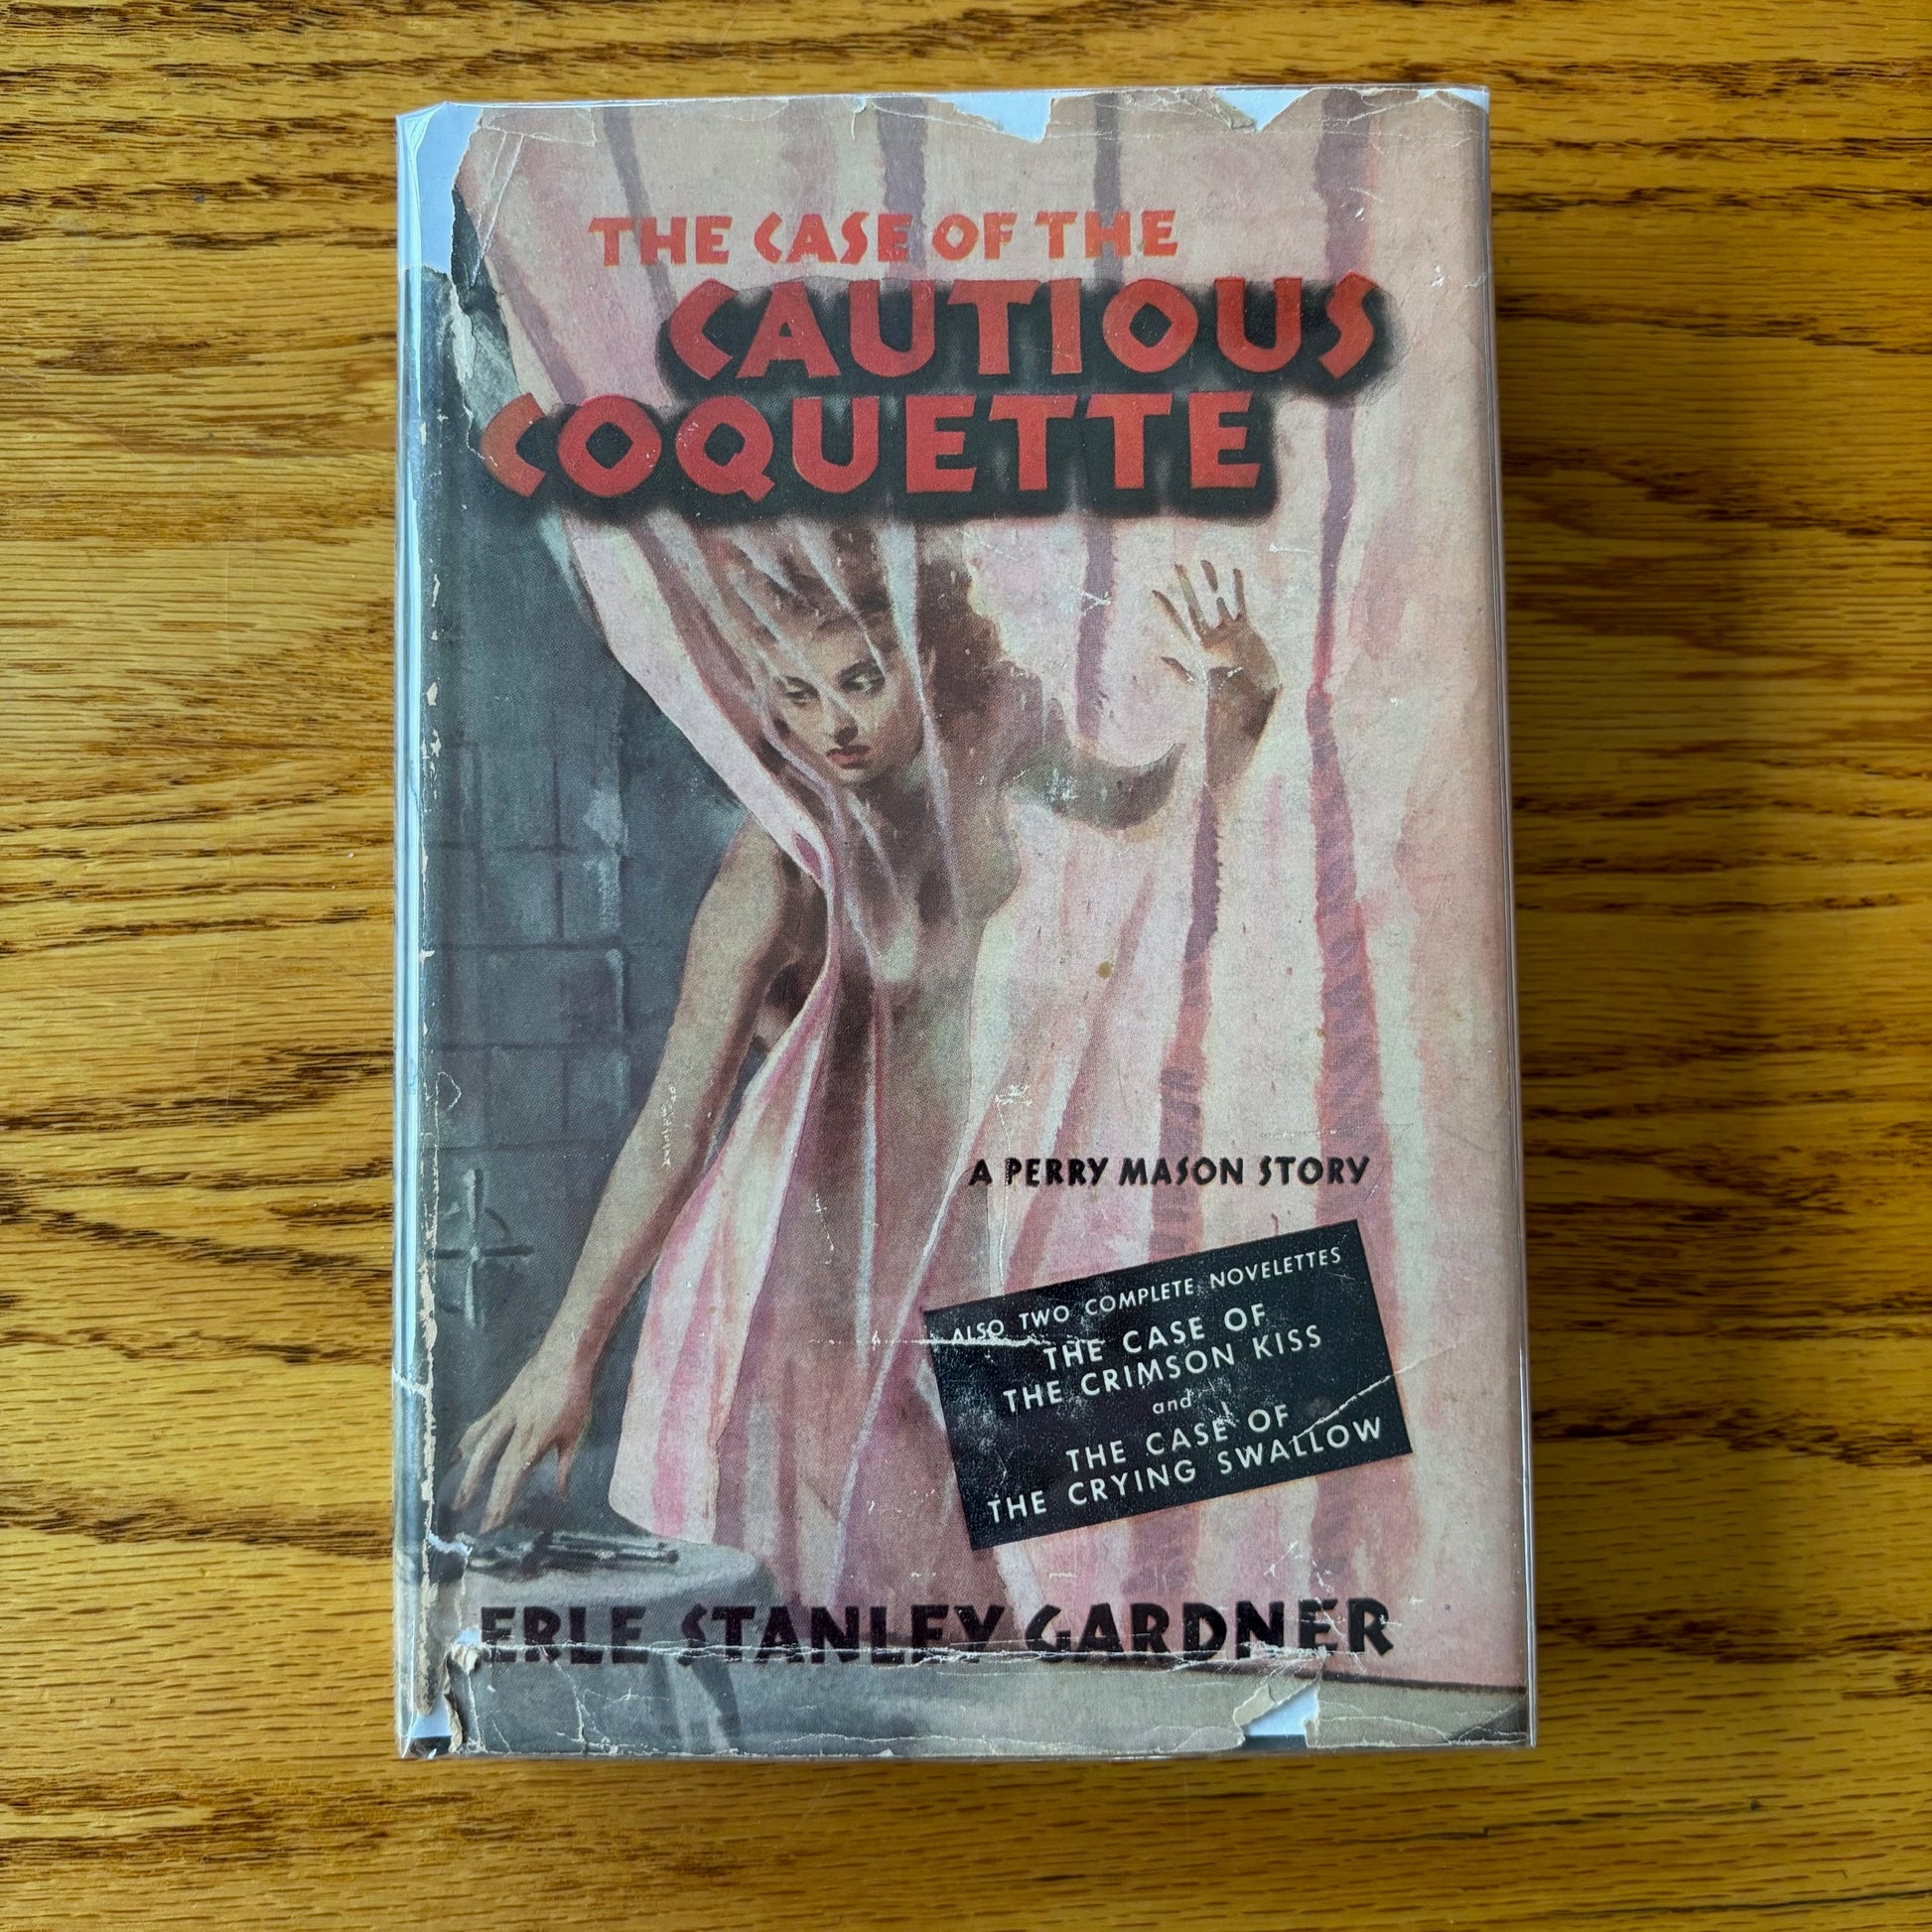 THE CASE OF THE
CAUTIOUS
COQUETTE
A PERRY MASON STORY
ALSO TWO COMPLETE NOVELETTES
THE CASE OF
THE CRIMSON KISS
and
THE CASE OF
THE CRYING SWALLOW
ERLE STANLEY GARDNER